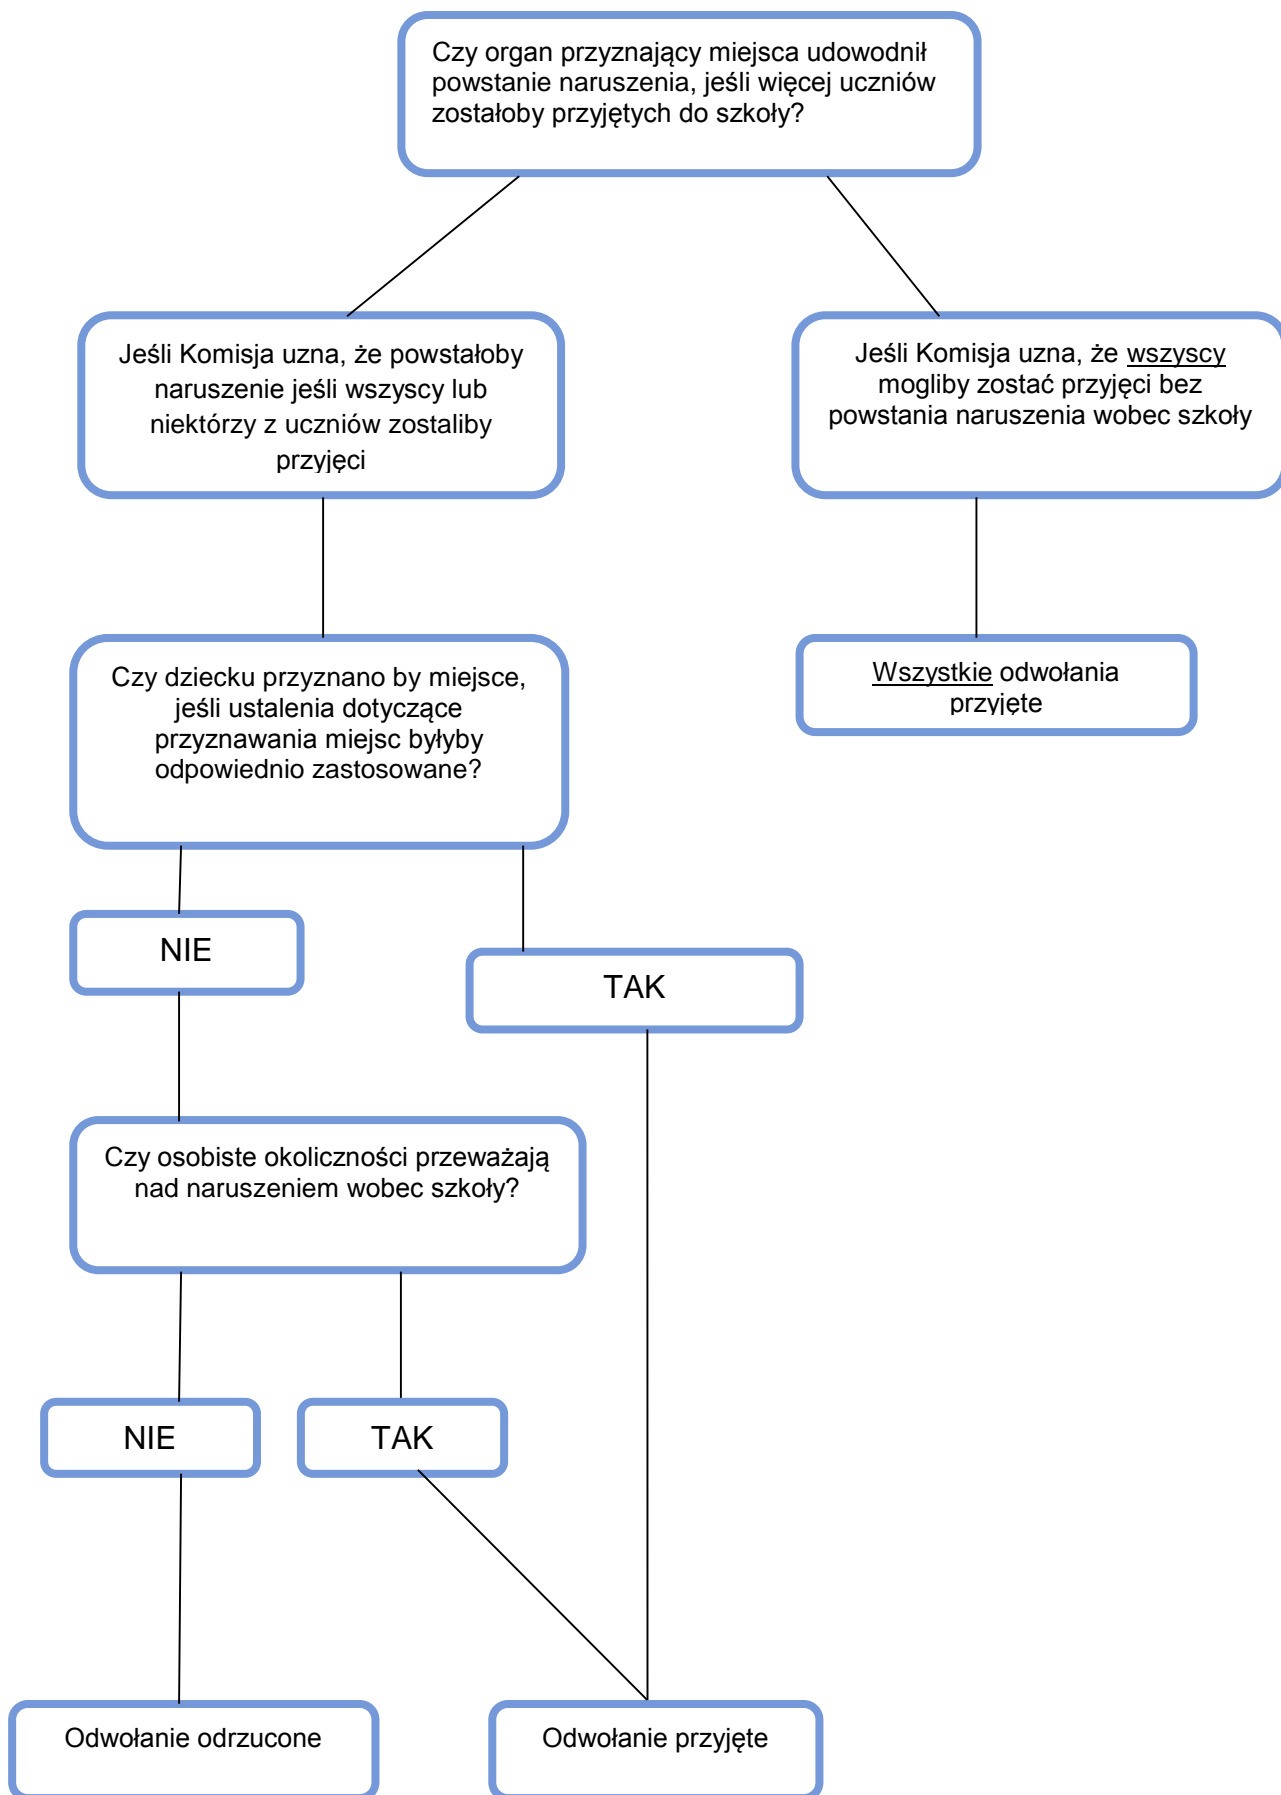 Czy organ przyznający miejsca udowodnił
powstanie naruszenia, jeśli więcej uczniów
zostałoby przyjętych do szkoły?
Jeśli Komisja uzna, że powstałoby
naruszenie jeśli wszyscy lub
niektórzy z uczniów zostaliby
przyjęci
Jeśli Komisja uzna, że wszyscy
mogliby zostać przyjęci bez
powstania naruszenia wobec szkoły
Czy dziecku przyznano by miejsce,
jeśli ustalenia dotyczące
przyznawania miejsc byłyby
odpowiednio zastosowane?
Wszystkie odwołania
przyjęte
NIE
TAK
Czy osobiste okoliczności przeważają
nad naruszeniem wobec szkoły?
NIE
TAK
Odwołanie odrzucone
Odwołanie przyjęte